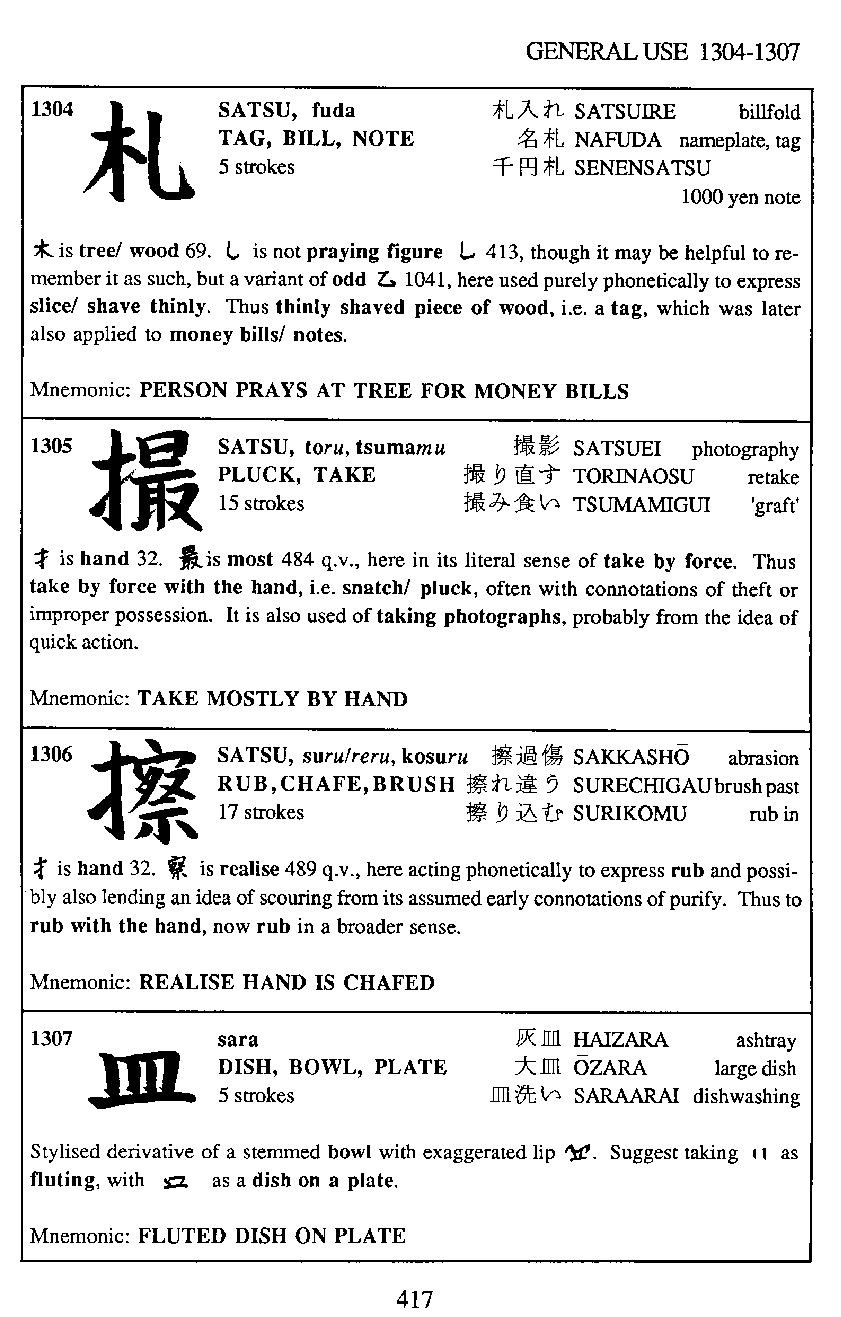 GENERAL USE 1304-1307
1304 札 SATSU, fuda 札入れ SATSUIRE billfold
TAG, BILL, NOTE 名札 NAFUDA nameplate, tag
5 strokes 千円札 SENENSATSU
1000 yen note
木 is tree/ wood 69. し is not praying figure し 413, though it may be helpful to re-
member it as such, but a variant of odd 乙 1041, here used purely phonetically to express
slice/ shave thinly. Thus thinly shaved piece of wood, i.e. a tag, which was later
also applied to money bills/ notes.
Mnemonic: PERSON PRAYS AT TREE FOR MONEY BILLS
1305 撮 SATSU, toru, tsumamu 撮影 SATSUEI photography
PLUCK, TAKE 撮り直す TORINAOSU retake
15 strokes 撮み食い TSUMAMIGUI 'graft'
扌 is hand 32. 最 is most 484 q.v., here in its literal sense of take by force. Thus
take by force with the hand, i.e. snatch/ pluck, often with connotations of theft or
improper possession. It is also used of taking photographs, probably from the idea of
quick action.
Mnemonic: TAKE MOSTLY BY HAND
1306 擦 SATSU, suru/reru, kosuru 擦過傷 SAKKASHŌ abrasion
RUB, CHAFE, BRUSH 擦れ違う SURECHIGAU brush past
17 strokes 擦り込む SURIKOMU rub in
扌 is hand 32. 察 is realise 489 q.v., here acting phonetically to express rub and possi-
bly also lending an idea of scouring from its assumed early connotations of purify. Thus to
rub with the hand, now rub in a broader sense.
Mnemonic: REALISE HAND IS CHAFED
1307 皿 sara 灰皿 HAIZARA ashtray
DISH, BOWL, PLATE 大皿 ŌZARA large dish
5 strokes 皿洗い SARAARAI dishwashing
Stylised derivative of a stemmed bowl with exaggerated lip. Suggest taking as
fluting, with as a dish on a plate.
Mnemonic: FLUTED DISH ON PLATE
417